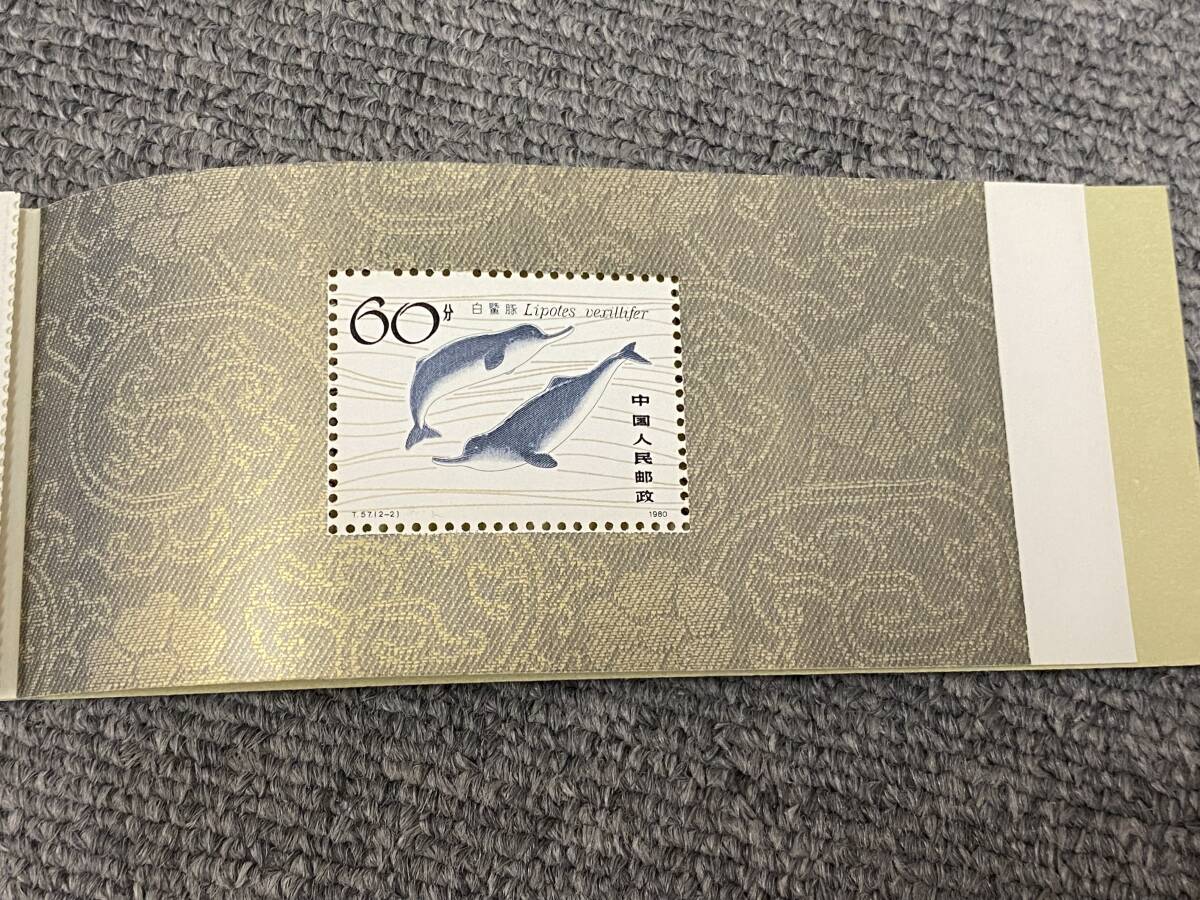 60分 白鱀豚 Lipotes vexillifer
中国人民邮政
T.57.(2-2) 1980